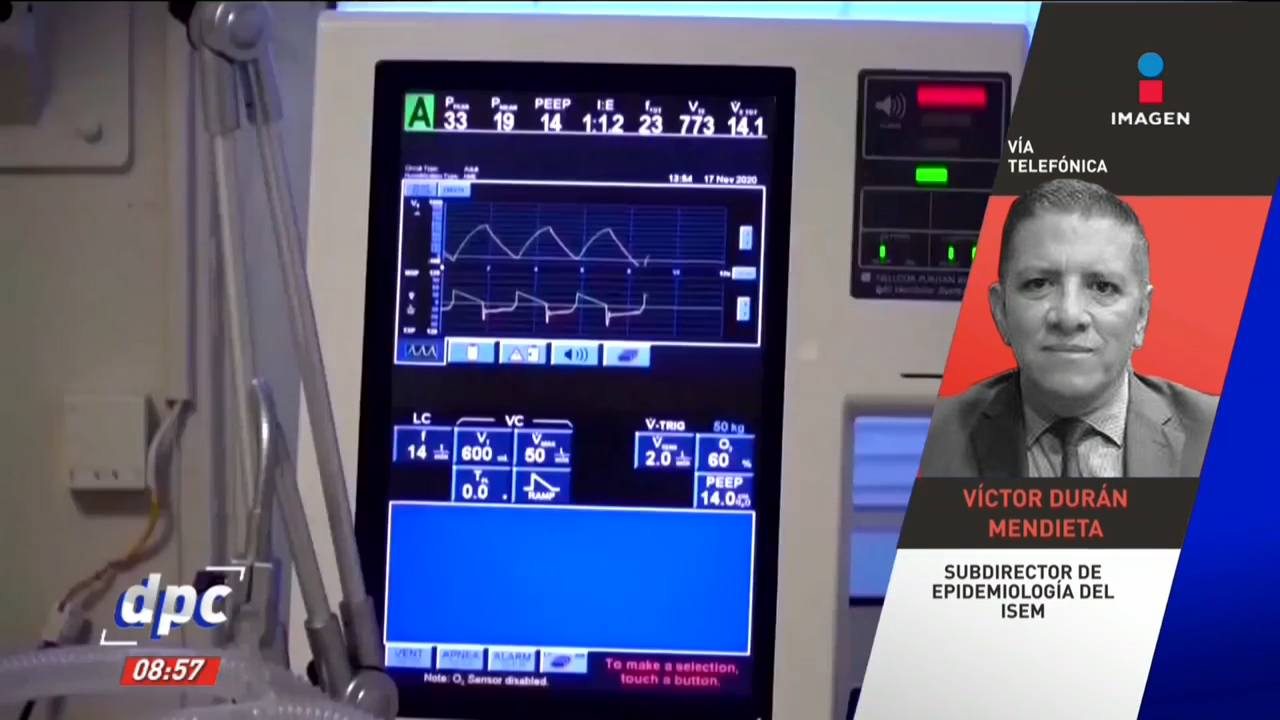 A
PEEP I:E
33 19 14 1:1.2 23 773 14.1
13:54 17 Nov 2020
LC VC V-TRIG 50 kg
f
14
600
50
2.0
O₂
60 %
0.0
RAMP
PEEP
14.0
VENT APNEA ALARM
To make a selection,
touch a button.
Note: O₂ Sensor disabled.
dpc
08:57
IMAGEN
VÍA
TELEFÓNICA
VÍCTOR DURÁN
MENDIETA
SUBDIRECTOR DE
EPIDEMIOLOGÍA DEL
ISEM